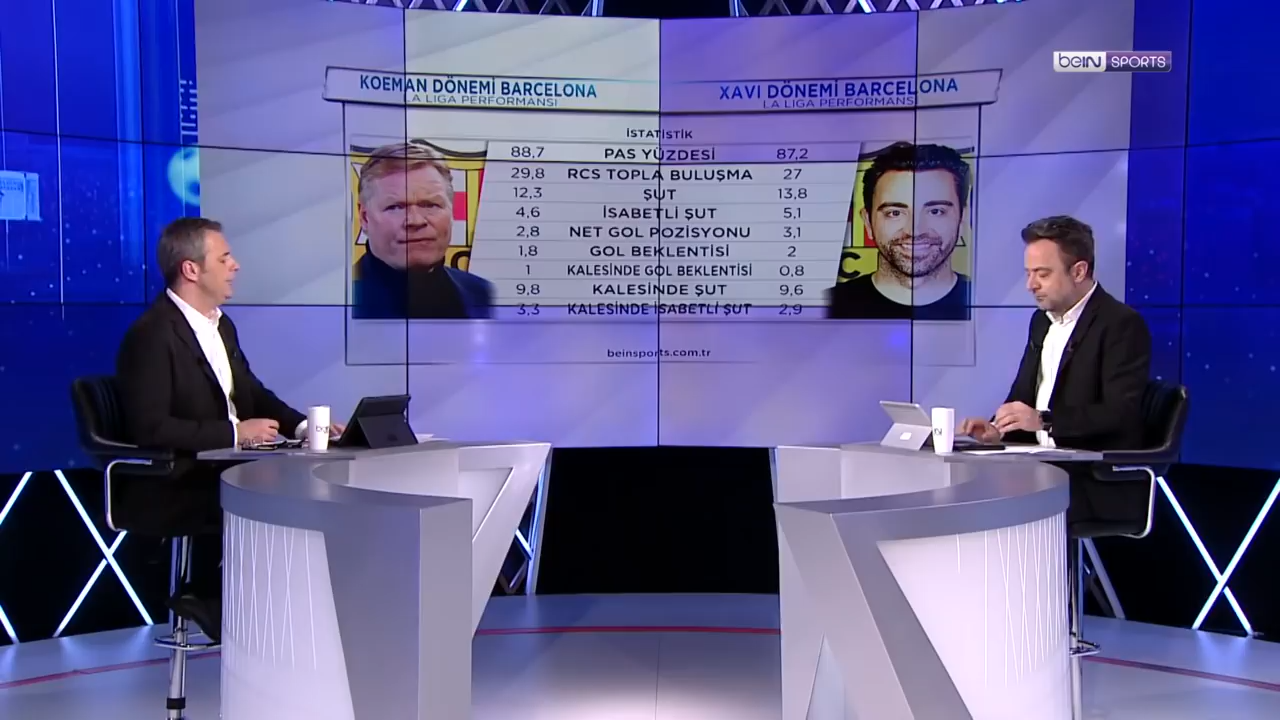 beIN SPORTS
KOEMAN DÖNEMİ BARCELONA
LA LIGA PERFORMANSI
XAVI DÖNEMİ BARCELONA
LA LIGA PERFORMANSI
İSTATİSTİK
88,7 PAS YÜZDESİ 87,2
29,8 RCS TOPLA BULUŞMA 27
12,3 ŞUT 13,8
4,6 İSABETLİ ŞUT 5,1
2,8 NET GOL POZİSYONU 3,1
1,8 GOL BEKLENTİSİ 2
1 KALESİNDE GOL BEKLENTİSİ 0,8
9,8 KALESİNDE ŞUT 9,6
3,3 KALESİNDE İSABETLİ ŞUT 2,9
beinsports.com.tr